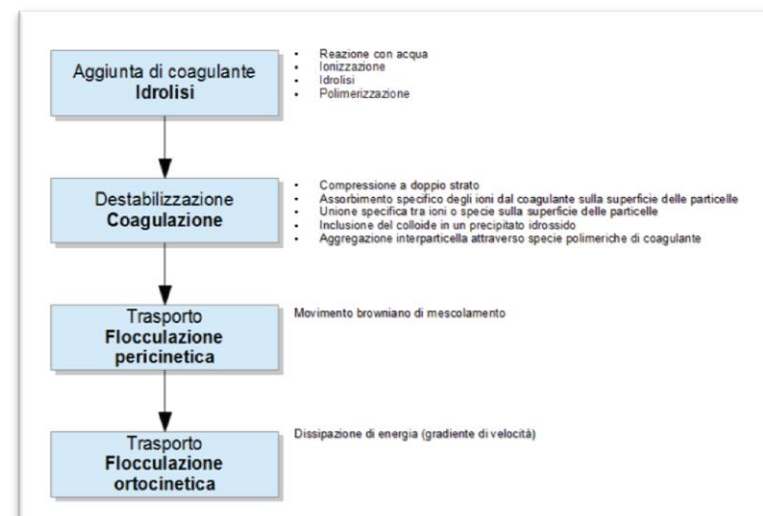 Aggiunta di coagulante
Idrolisi
▪ Reazione con acqua
▪ Ionizzazione
▪ Idrolisi
▪ Polimerizzazione
Destabilizzazione
Coagulazione
▪ Compressione a doppio strato
▪ Assorbimento specifico degli ioni dal coagulante sulla superficie delle particelle
▪ Unione specifica tra ioni o specie sulla superficie delle particelle
▪ Inclusione del colloide in un precipitato idrossido
▪ Aggregazione interparticella attraverso specie polimeriche di coagulante
Trasporto
Flocculazione
pericinetica
Movimento browniano di mescolamento
Trasporto
Flocculazione
ortocinetica
Dissipazione di energia (gradiente di velocità)